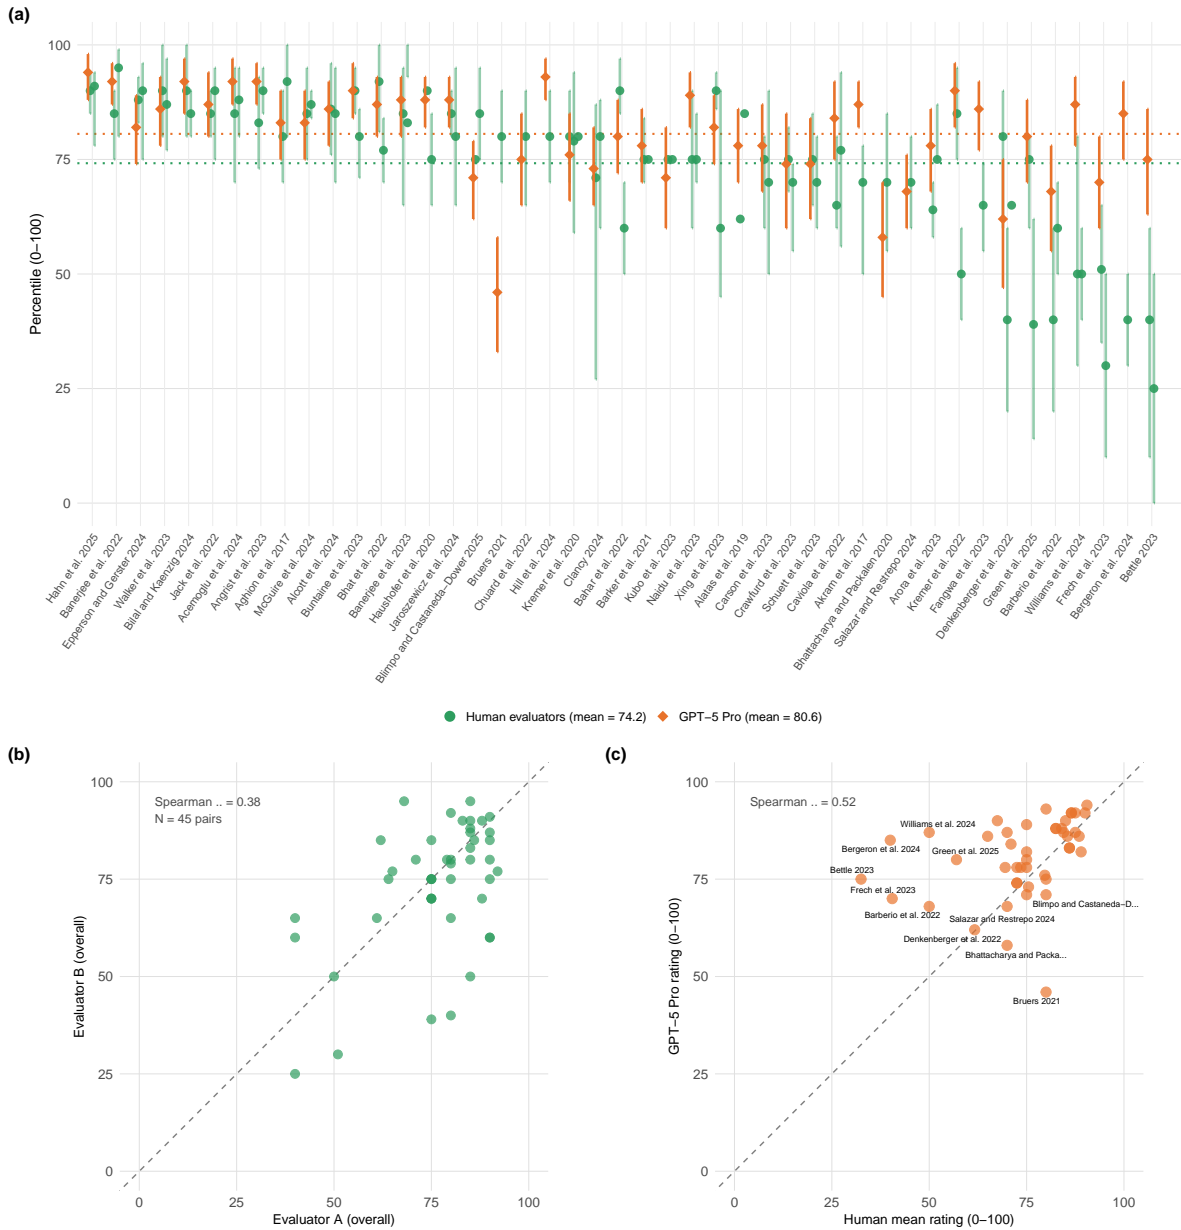 (a)
Percentile (0−100)
100
75
50
25
0
Hahn et al. 2025
Banerjee et al. 2022
Epperson and Gerster 2024
Walker et al. 2023
Bilal and Kaenzig 2024
Jack et al. 2022
Acemoglu et al. 2024
Angrist et al. 2023
Aghion et al. 2017
McGuire et al. 2024
Alcott et al. 2024
Buntaine et al. 2023
Bhat et al. 2022
Banerjee et al. 2023
Haushofer et al. 2020
Jaroszewicz et al. 2024
Blimpo and Castaneda−Dower 2025
Bruers 2021
Chuard et al. 2022
Hill et al. 2024
Kremer et al. 2020
Clancy 2024
Bahar et al. 2022
Barker et al. 2021
Kubo et al. 2023
Naidu et al. 2023
Xing et al. 2023
Alatas et al. 2019
Carson et al. 2023
Crawfurd et al. 2023
Schuett et al. 2023
Caviola et al. 2022
Akram et al. 2017
Bhattacharya and Packalen 2020
Salazar and Restrepo 2024
Arora et al. 2023
Kremer et al. 2022
Fangwa et al. 2023
Denkenberger et al. 2022
Green et al. 2025
Barberio et al. 2022
Williams et al. 2024
Frech et al. 2023
Bergeron et al. 2024
Bettle 2023
Human evaluators (mean = 74.2)
GPT−5 Pro (mean = 80.6)
(b)
Spearman .. = 0.38
N = 45 pairs
Evaluator B (overall)
100
75
50
25
0
0
25
50
75
100
Evaluator A (overall)
(c)
Spearman .. = 0.52
GPT−5 Pro rating (0−100)
100
75
50
25
0
Williams et al. 2024
Bergeron et al. 2024
Green et al. 2025
Bettle 2023
Frech et al. 2023
Blimpo and Castaneda−D...
Barberio et al. 2022
Salazar and Restrepo 2024
Denkenberger et al. 2022
Bhattacharya and Packa...
Bruers 2021
0
25
50
75
100
Human mean rating (0−100)